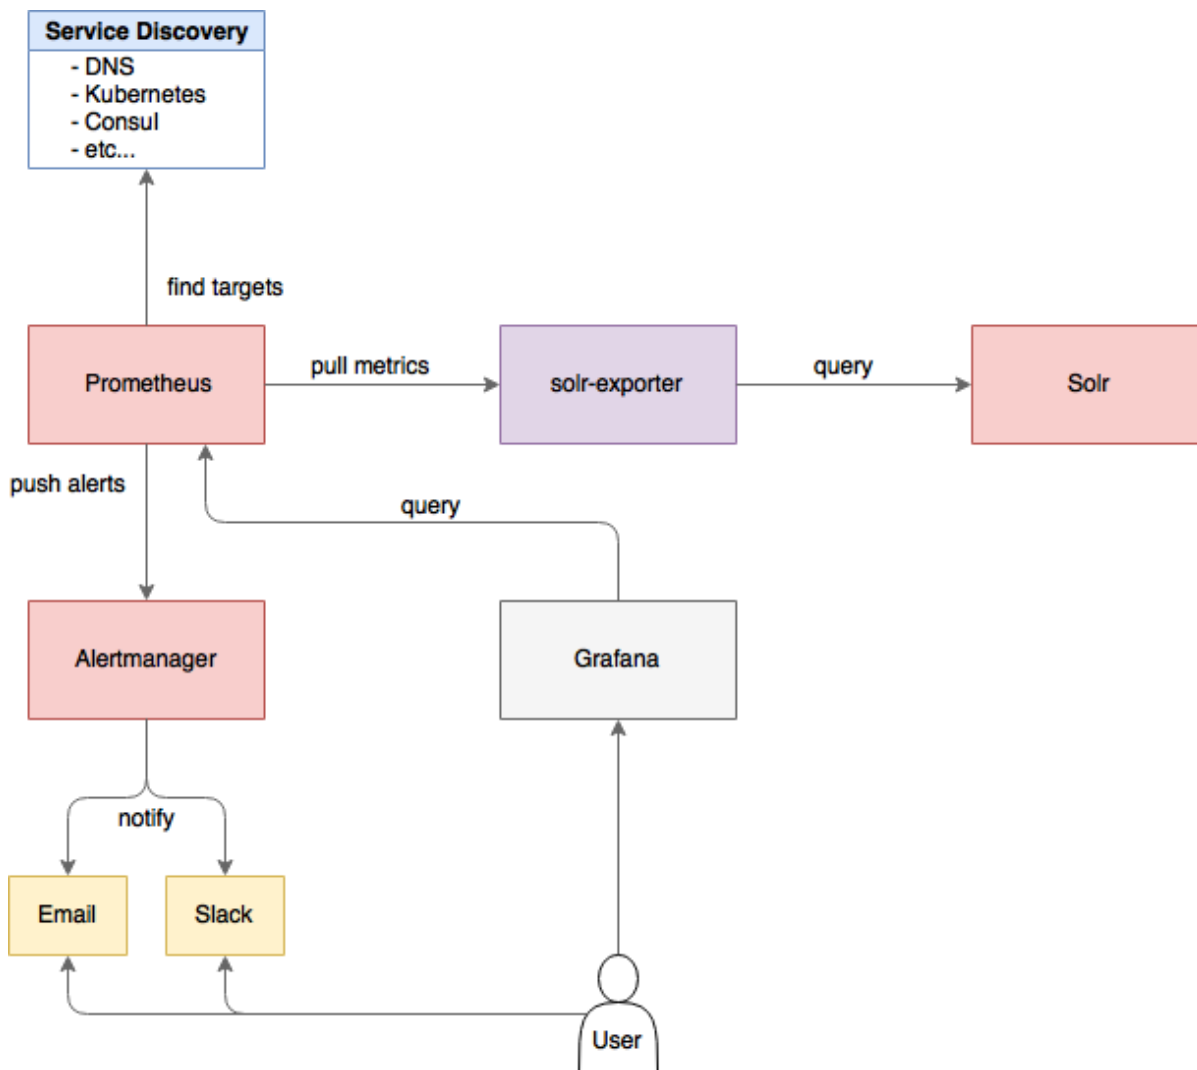 Service Discovery
- DNS
- Kubernetes
- Consul
- etc...
find targets
Prometheus
pull metrics
solr-exporter
query
Solr
push alerts
query
Alertmanager
Grafana
notify
Email
Slack
User